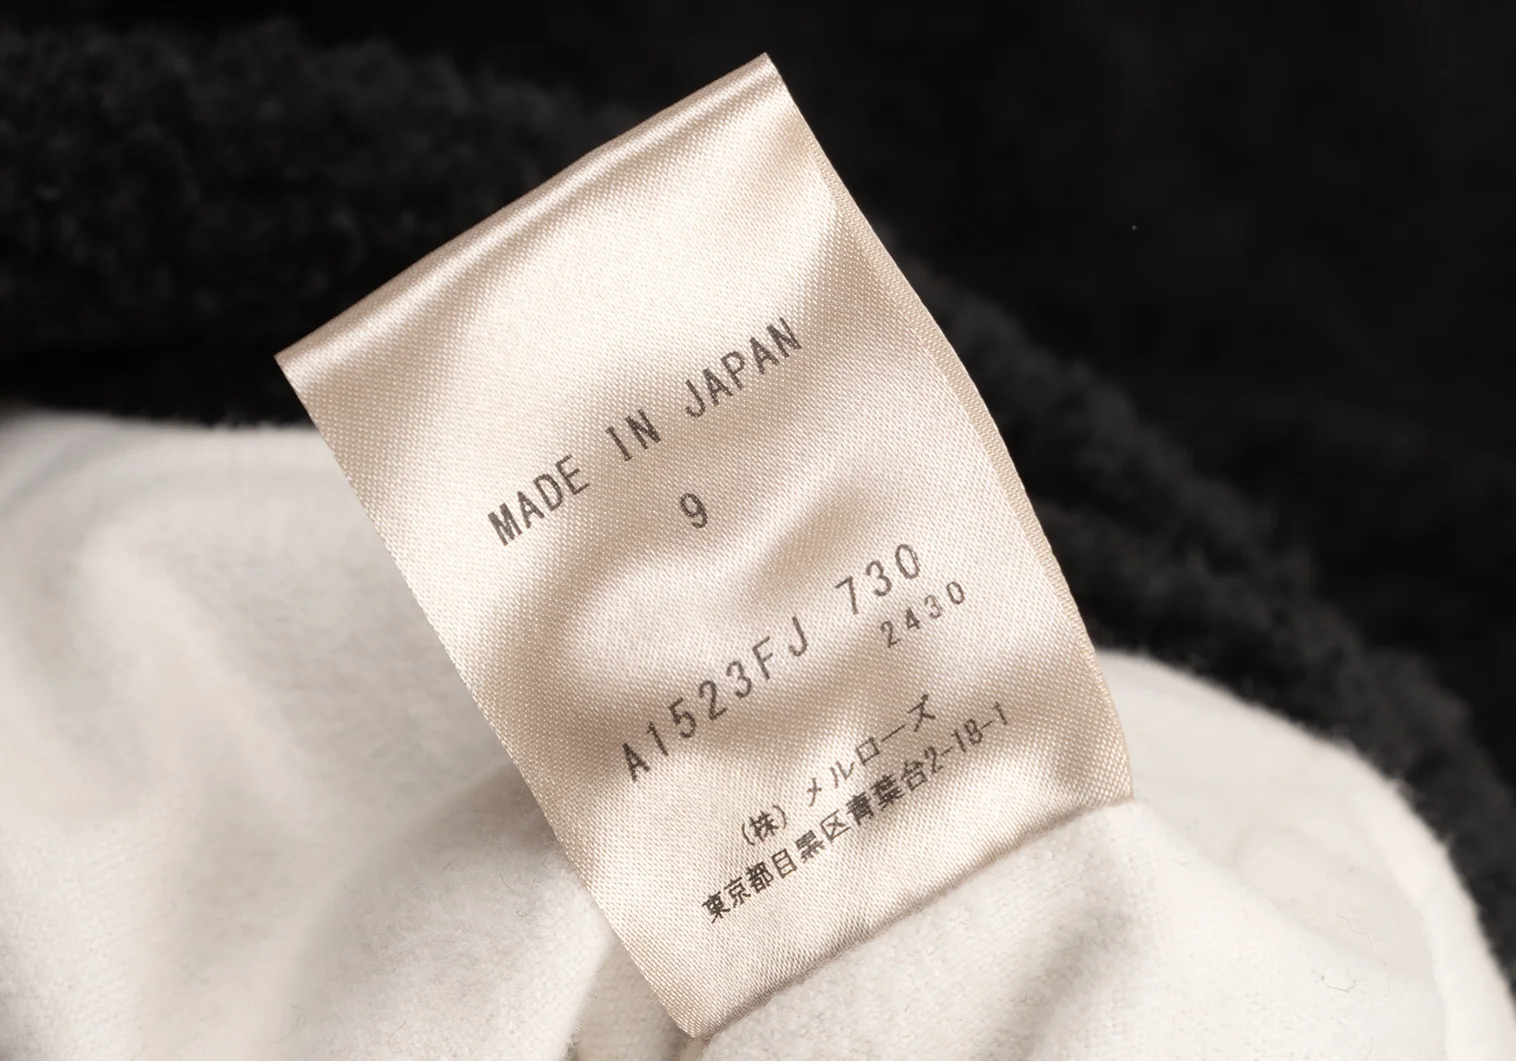 MADE IN JAPAN
9
A1523FJ 730
2430
(株) メルローズ
東京都目黒区青葉台2-18-1